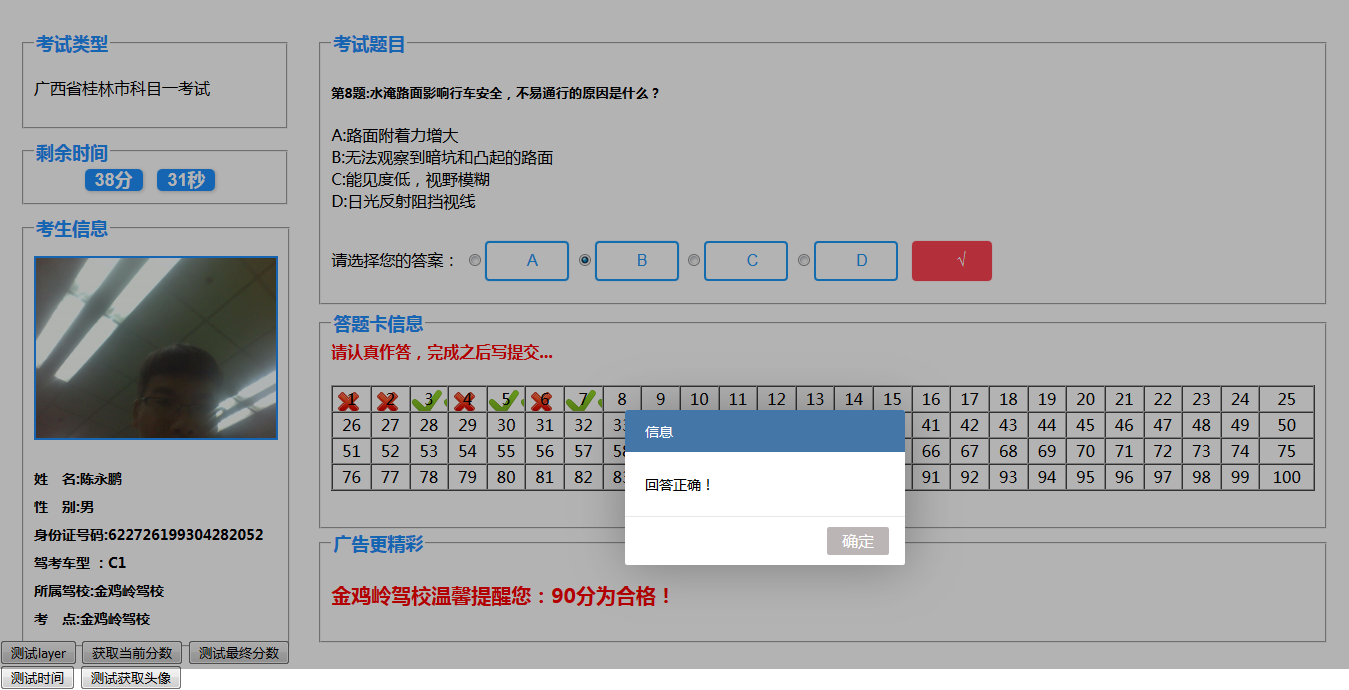 考试类型
广西省桂林市科目一考试
剩余时间
38分 31秒
考生信息
姓 名:陈永鹏
性 别:男
身份证号码:622726199304282052
驾考车型 :C1
所属驾校:金鸡岭驾校
考 点:金鸡岭驾校
测试layer 获取当前分数 测试最终分数
测试时间 测试获取头像
考试题目
第8题:水淹路面影响行车安全，不易通行的原因是什么？
A:路面附着力增大
B:无法观察到暗坑和凸起的路面
C:能见度低，视野模糊
D:日光反射阻挡视线
请选择您的答案： A B C D √
答题卡信息
请认真作答，完成之后写提交...
1 2 3 4 5 6 7 8 9 10 11 12 13 14 15 16 17 18 19 20 21 22 23 24 25
26 27 28 29 30 31 32 41 42 43 44 45 46 47 48 49 50
51 52 53 54 55 56 57 66 67 68 69 70 71 72 73 74 75
76 77 78 79 80 81 82 91 92 93 94 95 96 97 98 99 100
信息
回答正确！
确定
广告更精彩
金鸡岭驾校温馨提醒您：90分为合格！